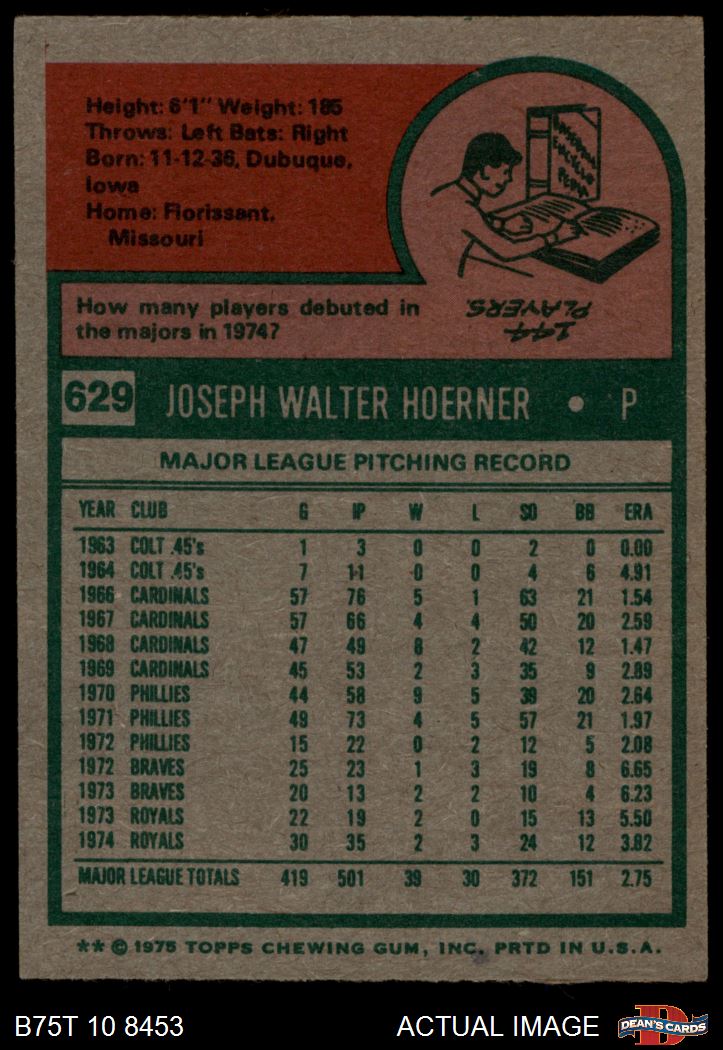 Height: 6'1" Weight: 185
Throws: Left Bats: Right
Born: 11-12-36, Dubuque,
Iowa
Home: Florissant,
Missouri
How many players debuted in
the majors in 1974?
144
PLAYERS.
629 JOSEPH WALTER HOERNER • P
MAJOR LEAGUE PITCHING RECORD
YEAR CLUB G IP W L SO BB ERA
1963 COLT .45's 1 3 0 0 2 0 0.00
1964 COLT .45's 7 11 0 0 4 6 4.91
1966 CARDINALS 57 76 5 1 63 21 1.54
1967 CARDINALS 57 66 4 4 50 20 2.59
1968 CARDINALS 47 49 8 2 42 12 1.47
1969 CARDINALS 45 53 2 3 35 9 2.89
1970 PHILLIES 44 58 9 5 39 20 2.64
1971 PHILLIES 49 73 4 5 57 21 1.97
1972 PHILLIES 15 22 0 2 12 5 2.08
1972 BRAVES 25 23 1 3 19 8 6.65
1973 BRAVES 20 13 2 2 10 4 6.23
1973 ROYALS 22 19 2 0 15 13 5.50
1974 ROYALS 30 35 2 3 24 12 3.82
MAJOR LEAGUE TOTALS 419 501 39 30 372 151 2.75
** © 1975 TOPPS CHEWING GUM, INC. PRTD IN U.S.A.
B75T 10 8453 ACTUAL IMAGE
DEAN'S CARDS